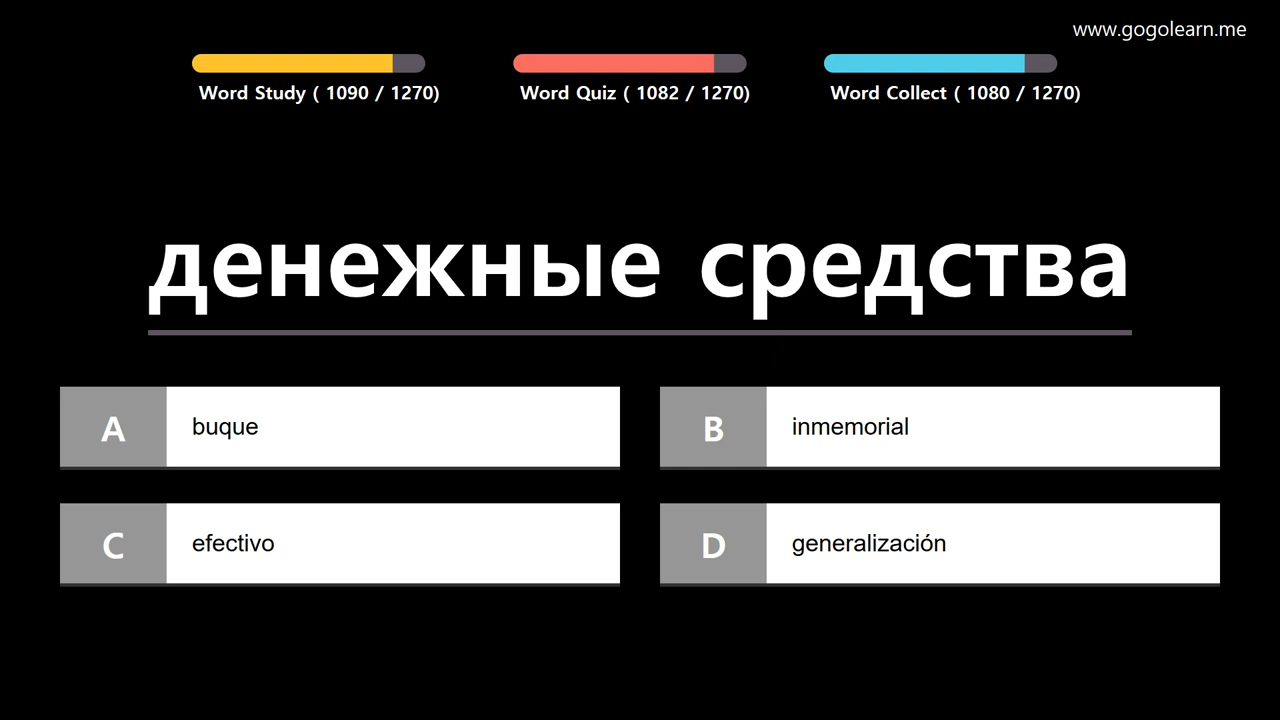 www.gogolearn.me
Word Study ( 1090 / 1270)
Word Quiz ( 1082 / 1270)
Word Collect ( 1080 / 1270)
денежные средства
A buque
B inmemorial
C efectivo
D generalización